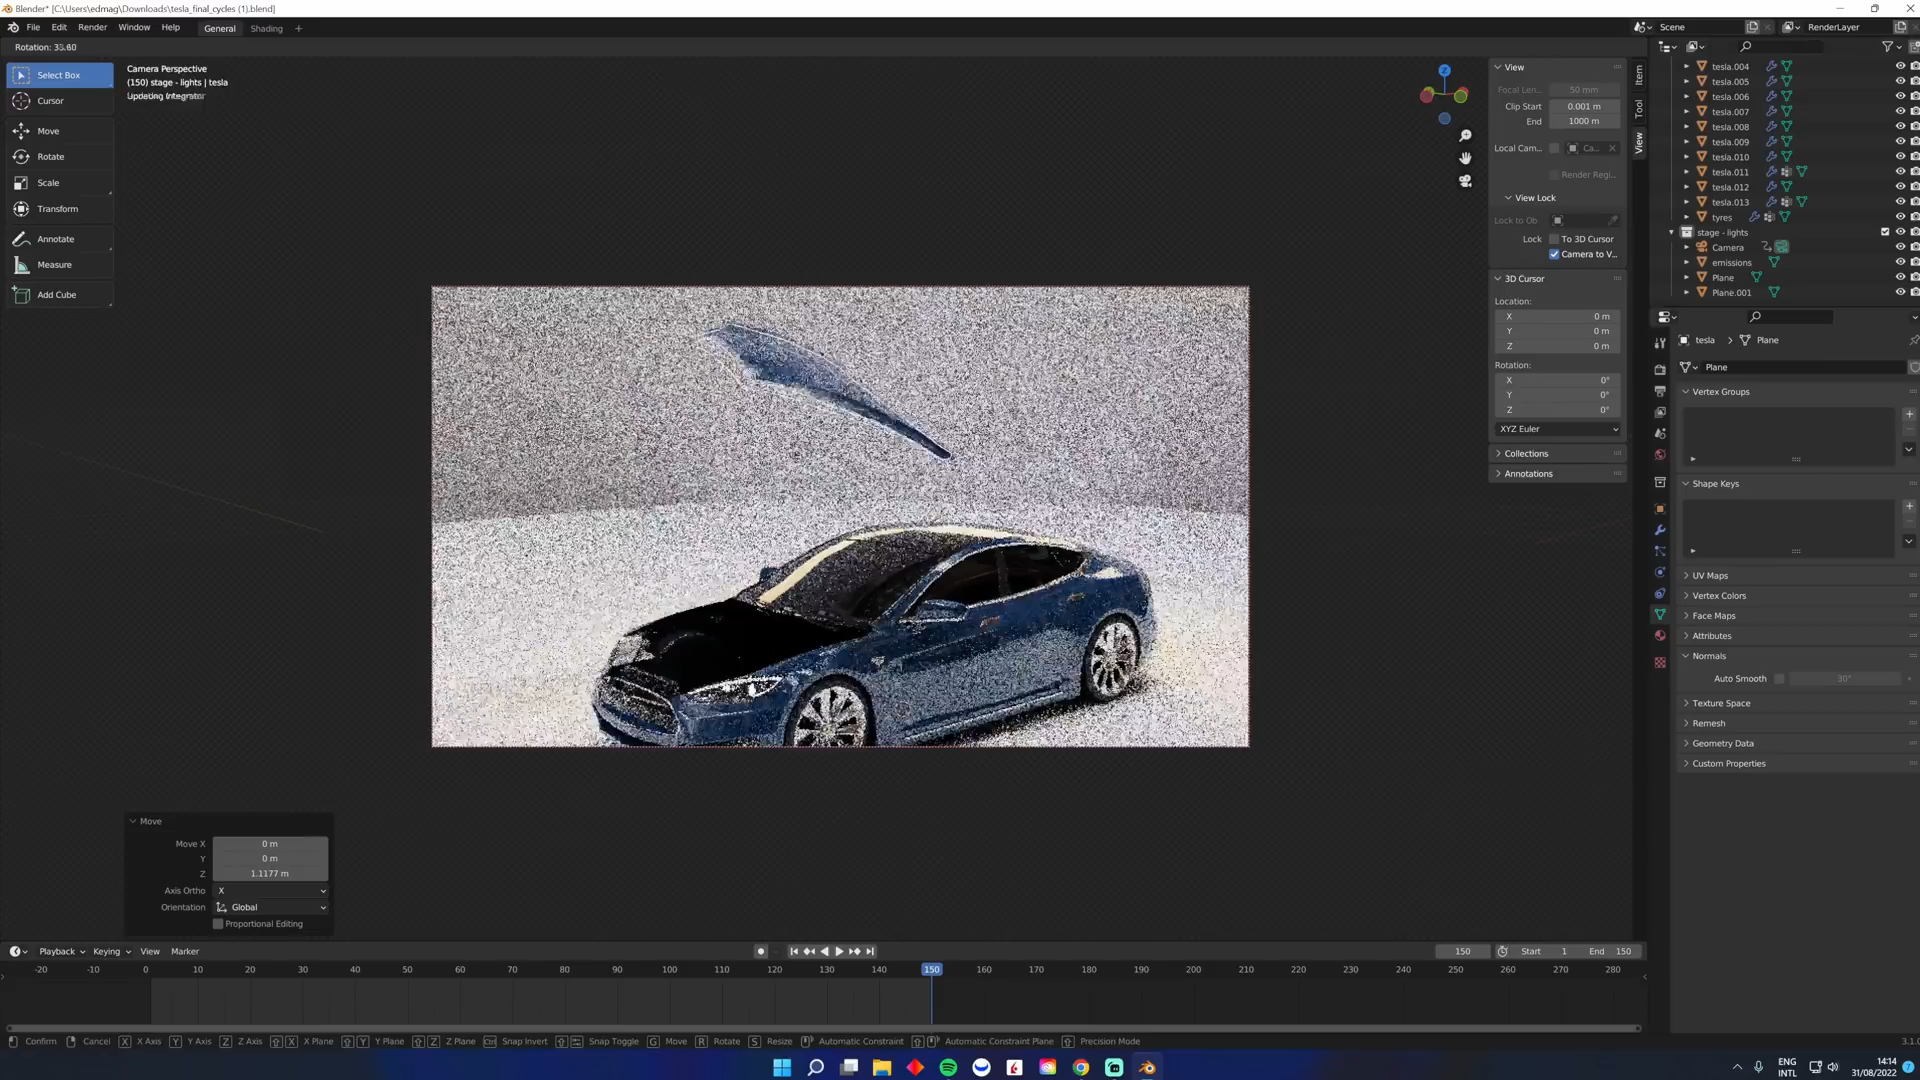 Blender* [C:\Users\edmag\Downloads\tesla_final_cycles (1).blend]
File Edit Render Window Help General Shading + Scene RenderLayer
Rotation: 35.60
Select Box
Cursor
Move
Rotate
Scale
Transform
Annotate
Measure
Add Cube
Camera Perspective
(150) stage - lights | tesla
Updating Integrator
Z
View
Focal Len... 50 mm
Clip Start 0.001 m
End 1000 m
Local Cam... Ca...
Render Regi...
View Lock
Lock to Ob
Lock To 3D Cursor
Camera to V...
3D Cursor
Location:
X 0 m
Y 0 m
Z 0 m
Rotation:
X 0°
Y 0°
Z 0°
XYZ Euler
Collections
Annotations
Item
Tool
View
tesla.004
tesla.005
tesla.006
tesla.007
tesla.008
tesla.009
tesla.010
tesla.011
tesla.012
tesla.013
tyres
stage - lights
Camera
emissions
Plane
Plane.001
tesla > Plane
Plane
Vertex Groups
Shape Keys
UV Maps
Vertex Colors
Face Maps
Attributes
Normals
Auto Smooth 30°
Texture Space
Remesh
Geometry Data
Custom Properties
Move
Move X 0 m
Y 0 m
Z 1.1177 m
Axis Ortho X
Orientation Global
Proportional Editing
Playback Keying View Marker 150 Start 1 End 150
-20 -10 0 10 20 30 40 50 60 70 80 90 100 110 120 130 140 150 160 170 180 190 200 210 220 230 240 250 260 270 280
Confirm Cancel X X Axis Y Y Axis Z Z Axis X X Plane Y Y Plane Z Z Plane Ctrl Snap Invert Snap Toggle G Move R Rotate S Resize Automatic Constraint Automatic Constraint Plane Precision Mode 3.1.0
ENG
INTL
14:14
31/08/2022